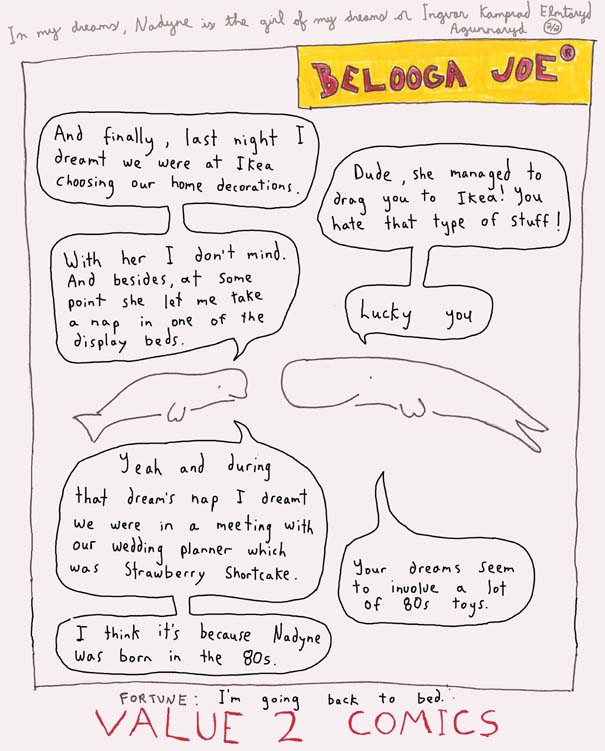 In my dreams, Nadyne is the girl of my dreams or Ingvar Kamprad Elmtaryd
Agunnaryd 2/2
BELOOGA JOE®
And finally, last night I
dreamt we were at Ikea
choosing our home decorations.
Dude, she managed to
drag you to Ikea! You
hate that type of stuff!
With her I don't mind.
And besides, at some
point she let me take
a nap in one of the
display beds.
Lucky you
Yeah and during
that dream's nap I dreamt
we were in a meeting with
our wedding planner which
was Strawberry Shortcake.
Your dreams seem
to involve a lot
of 80s toys.
I think it's because Nadyne
was born in the 80s.
FORTUNE: I'm going back to bed...
VALUE 2 COMICS